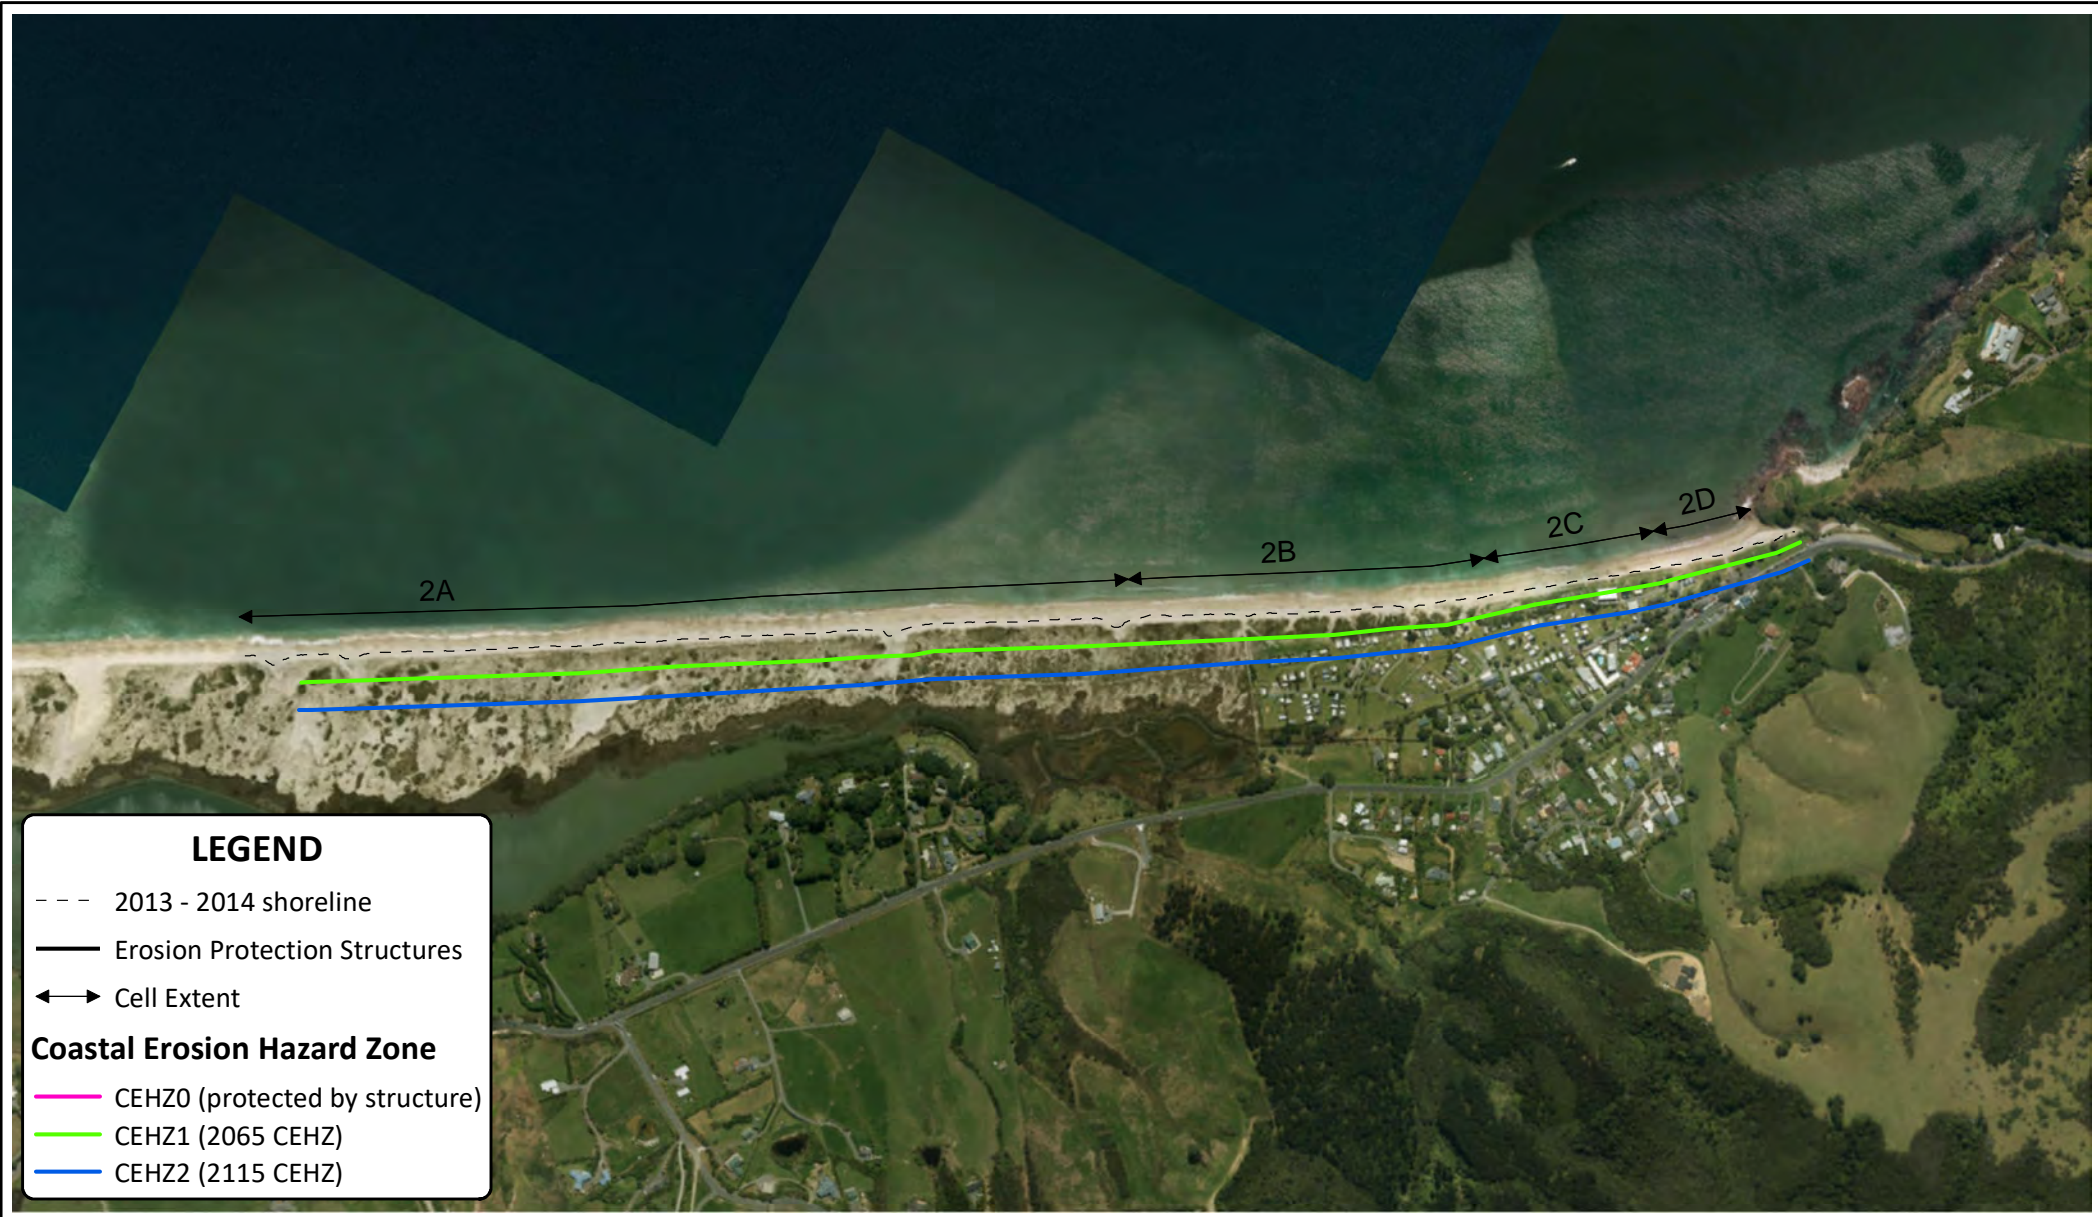 2A
2B
2C
2D
LEGEND
2013 - 2014 shoreline
Erosion Protection Structures
Cell Extent
Coastal Erosion Hazard Zone
CEHZ0 (protected by structure)
CEHZ1 (2065 CEHZ)
CEHZ2 (2115 CEHZ)